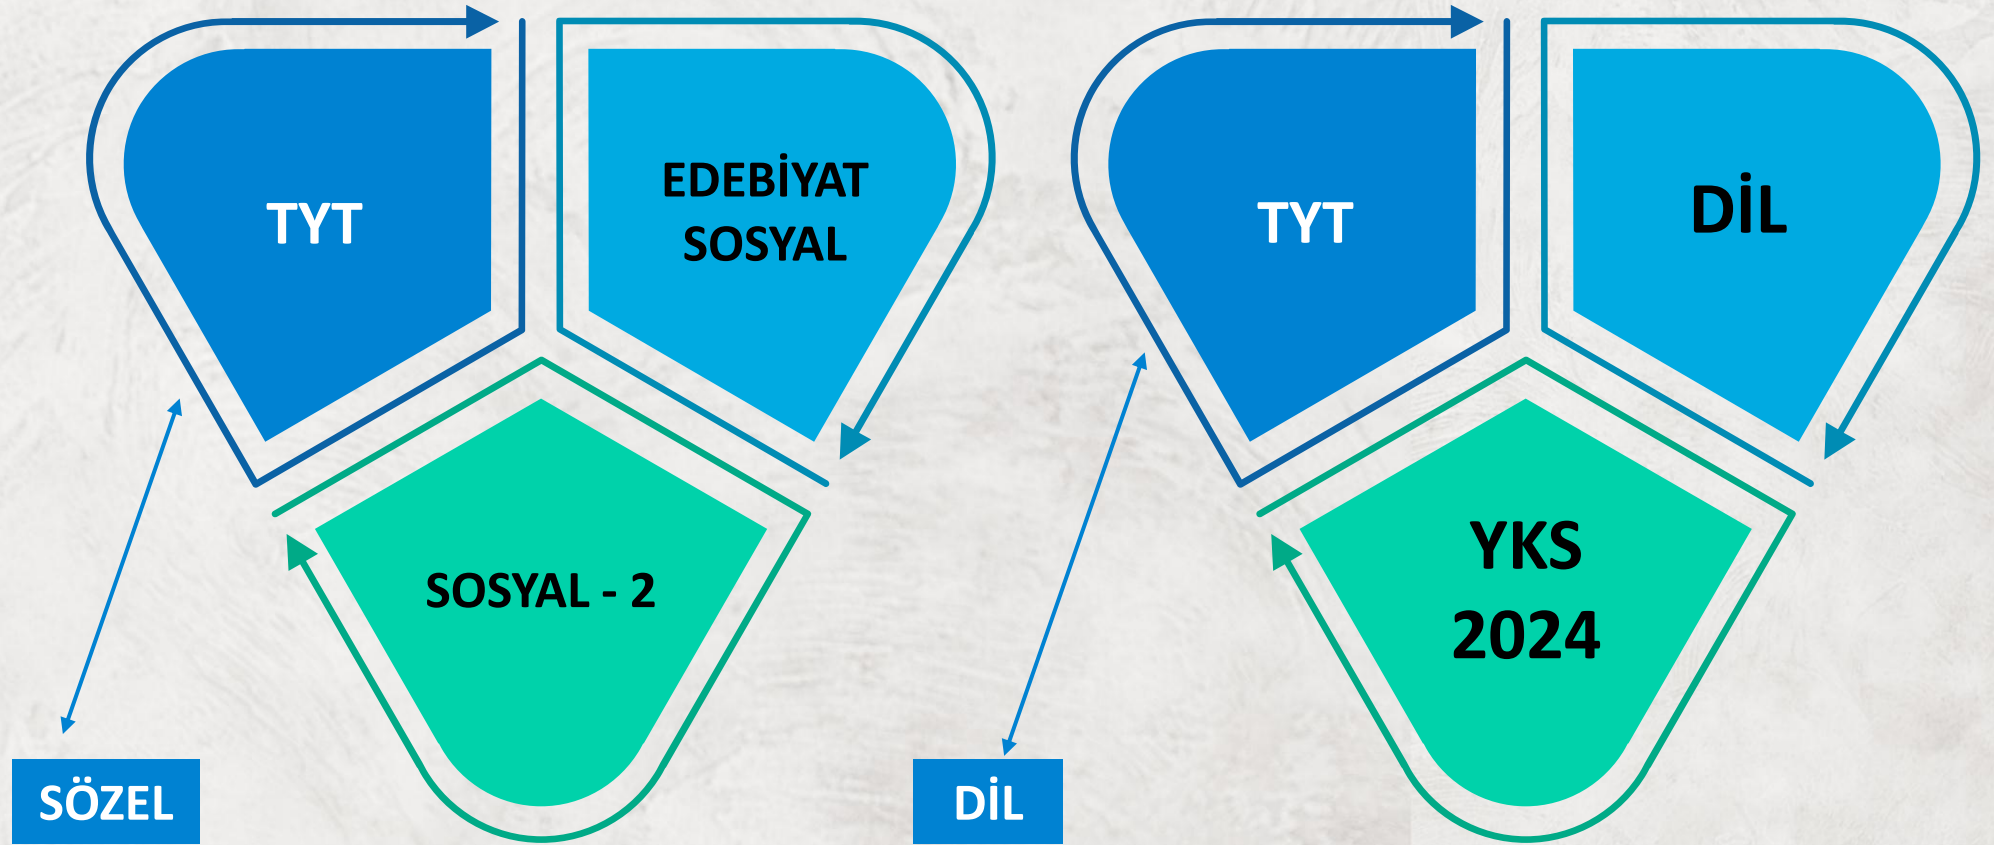 TYT
EDEBİYAT
SOSYAL
SOSYAL - 2
SÖZEL
TYT
DİL
YKS
2024
DİL